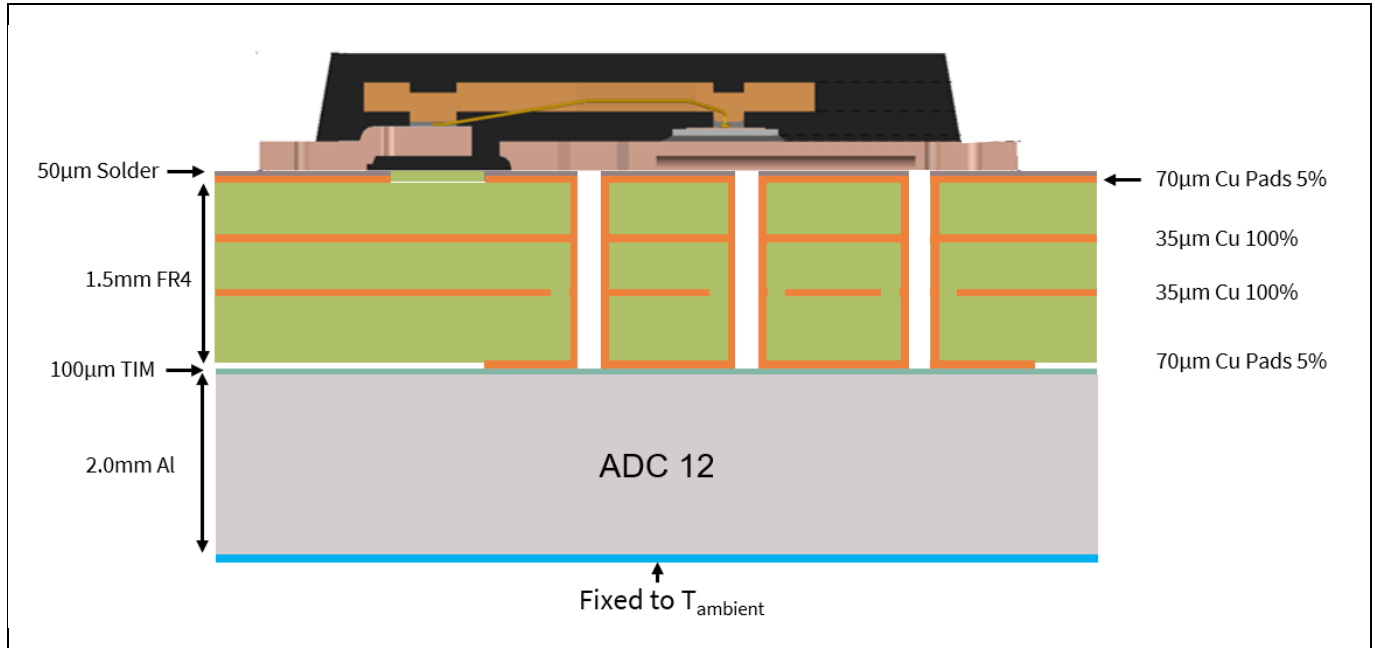 50µm Solder
70µm Cu Pads 5%
35µm Cu 100%
1.5mm FR4
35µm Cu 100%
100µm TIM
70µm Cu Pads 5%
2.0mm Al
ADC 12
Fixed to Tambient